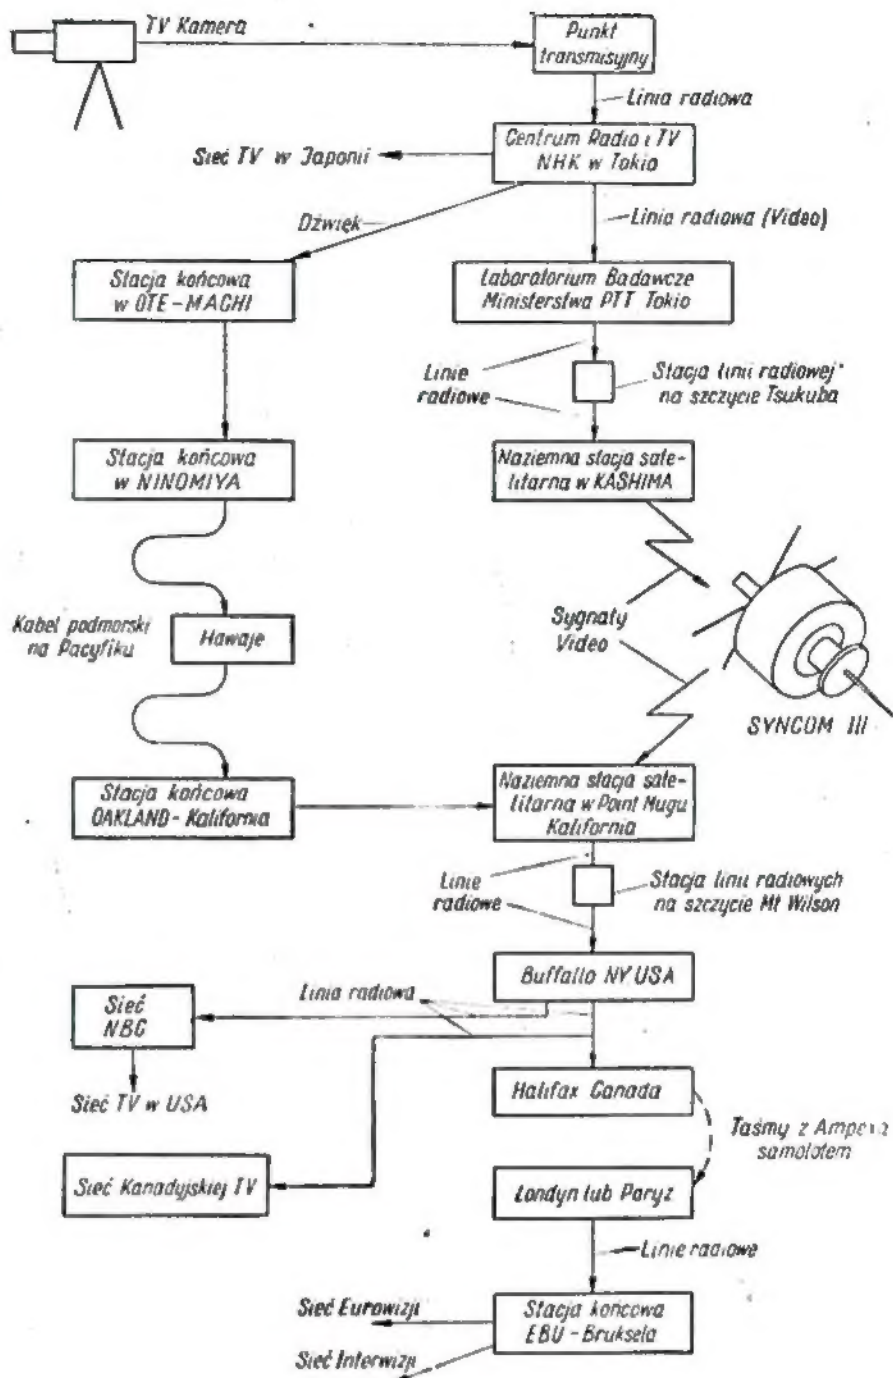 TV Kamera
Punkt
transmisyjny
Linia radiowa
Centrum Radio i TV
NHK w Tokio
Sieć TV w Japonii
Dźwięk
Linia radiowa (Video)
Stacja końcowa
w OTE-MACHI
Laboratorium Badawcze
Ministerstwa PTT Tokio
Linie
radiowe
Stacja linii radiowej
na szczycie Tsukuba
Stacja końcowa
w NINOMIYA
Naziemna stacja sate-
litarna w KASHIMA
Kabel podmorski
na Pacyfiku
Hawaje
Sygnały
Video
SYNCOM III
Stacja końcowa
OAKLAND-Kalifornia
Naziemna stacja sate-
litarna w Point Mugu
Kalifornia
Linie
radiowe
Stacja linii radiowych
na szczycie Mt Wilson
Buffallo NY USA
Linia radiowa
Sieć
NBC
Sieć TV w USA
Halifax Canada
Taśmy z Ampexa
samolotem
Sieć Kanadyjskiej TV
Londyn lub Paryż
Linie radiowe
Sieć Eurowizji
Stacja końcowa
EBU-Bruksela
Sieć Interwizji